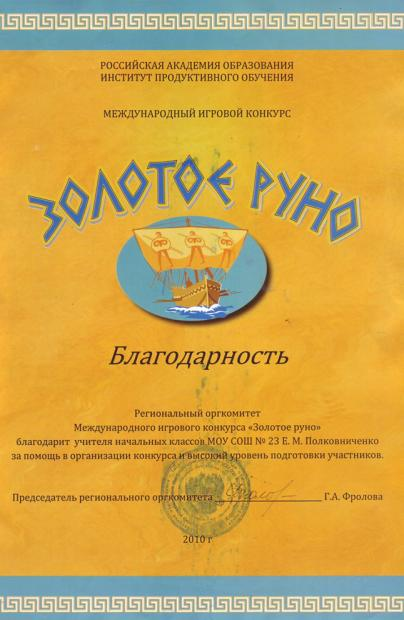 РОССИЙСКАЯ АКАДЕМИЯ ОБРАЗОВАНИЯ
ИНСТИТУТ ПРОДУКТИВНОГО ОБУЧЕНИЯ
МЕЖДУНАРОДНЫЙ ИГРОВОЙ КОНКУРС
ЗОЛОТОЕ РУНО
Благодарность
Региональный оргкомитет
Международного игрового конкурса «Золотое руно»
благодарит учителя начальных классов МОУ СОШ № 23 Е. М. Полковниченко
за помощь в организации конкурса и высокий уровень подготовки участников.
Председатель регионального оргкомитета Г.А. Фролова
2010 г